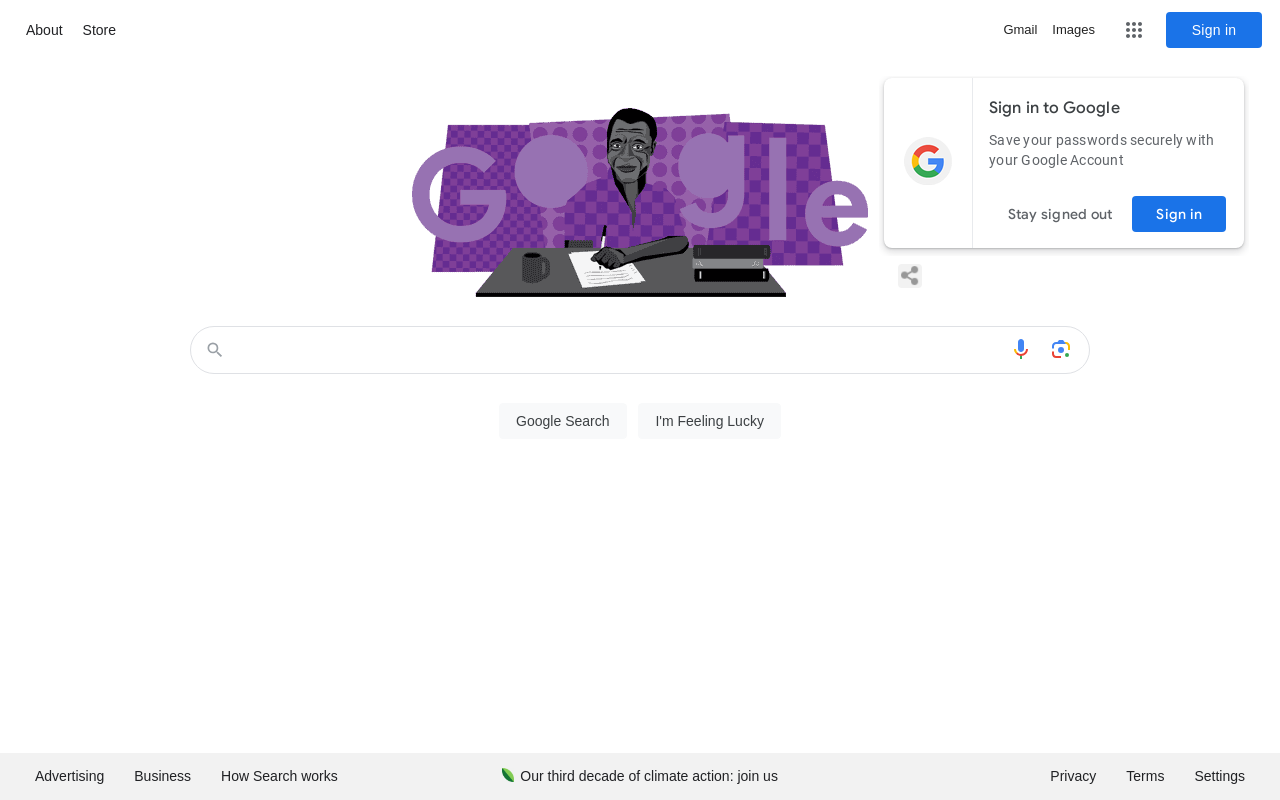 About Store
Gmail Images
Sign in
Google
Sign in to Google
Save your passwords securely with
your Google Account
Stay signed out
Sign in
Google Search
I'm Feeling Lucky
Advertising Business How Search works
Our third decade of climate action: join us
Privacy Terms Settings